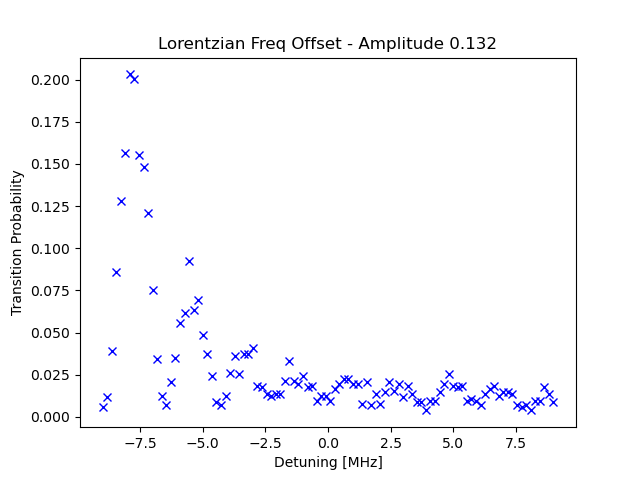 Lorentzian Freq Offset - Amplitude 0.132
Transition Probability
0.200
0.175
0.150
0.125
0.100
0.075
0.050
0.025
0.000
−7.5 −5.0 −2.5 0.0 2.5 5.0 7.5
Detuning [MHz]